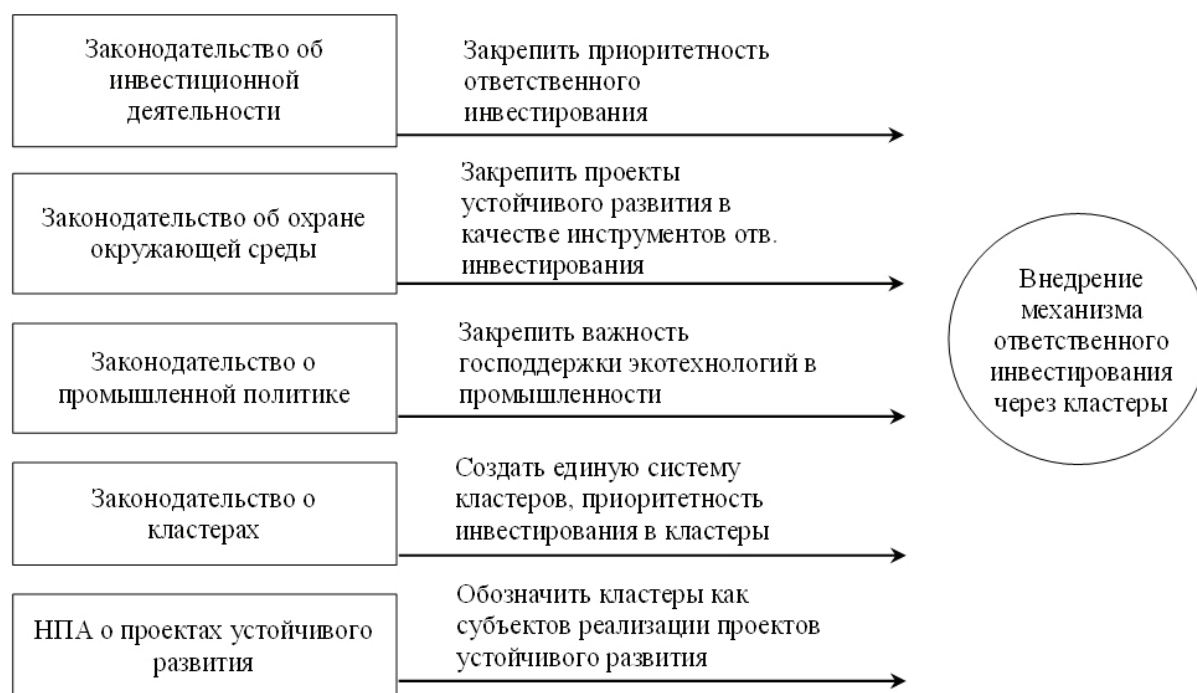 Законодательство об
инвестиционной
деятельности
Закрепить приоритетность
ответственного
инвестирования
Законодательство об охране
окружающей среды
Закрепить проекты
устойчивого развития в
качестве инструментов отв.
инвестирования
Законодательство о
промышленной политике
Закрепить важность
господдержки экотехнологий в
промышленности
Законодательство о
кластерах
Создать единую систему
кластеров, приоритетность
инвестирования в кластеры
НПА о проектах устойчивого
развития
Обозначить кластеры как
субъектов реализации проектов
устойчивого развития
Внедрение
механизма
ответственного
инвестирования
через кластеры